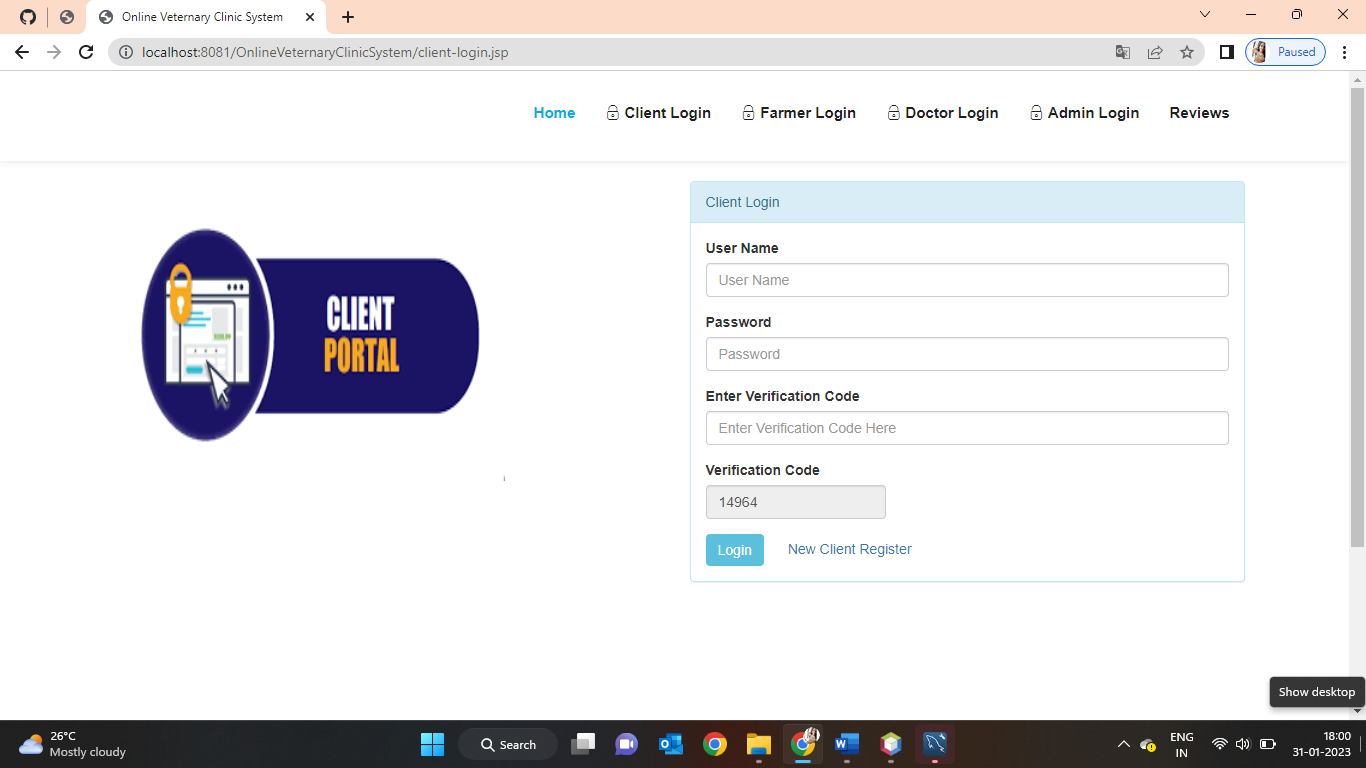 Online Veternary Clinic System
localhost:8081/OnlineVeternaryClinicSystem/client-login.jsp
Paused
Home Client Login Farmer Login Doctor Login Admin Login Reviews
CLIENT
PORTAL
Client Login
User Name
User Name
Password
Password
Enter Verification Code
Enter Verification Code Here
Verification Code
14964
Login New Client Register
Show desktop
26°C
Mostly cloudy
Search
ENG
IN
18:00
31-01-2023